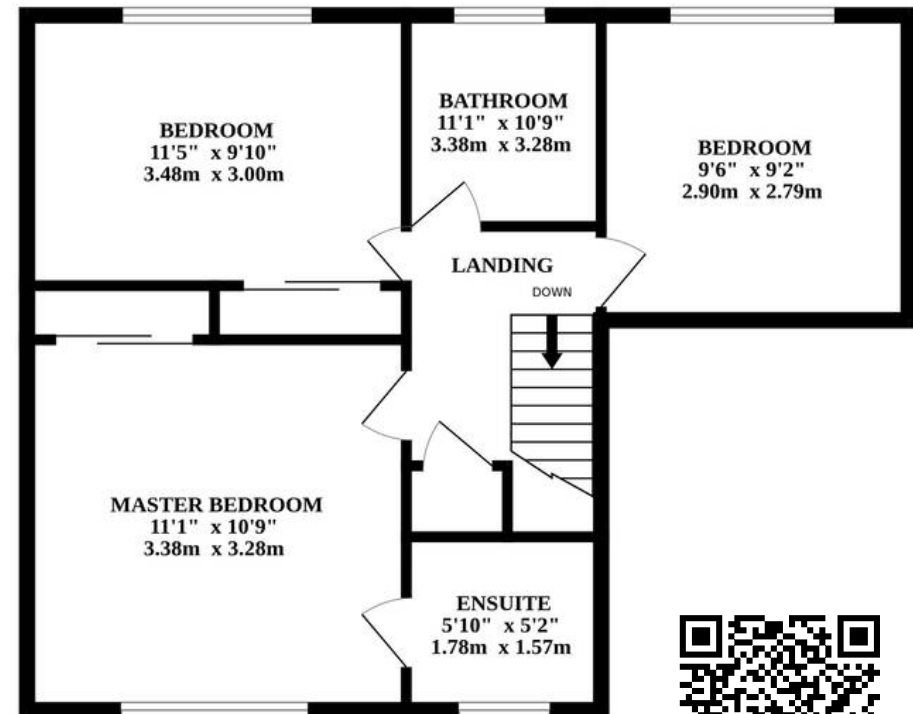 BEDROOM
11'5" x 9'10"
3.48m x 3.00m
BATHROOM
11'1" x 10'9"
3.38m x 3.28m
BEDROOM
9'6" x 9'2"
2.90m x 2.79m
LANDING
DOWN
MASTER BEDROOM
11'1" x 10'9"
3.38m x 3.28m
ENSUITE
5'10" x 5'2"
1.78m x 1.57m